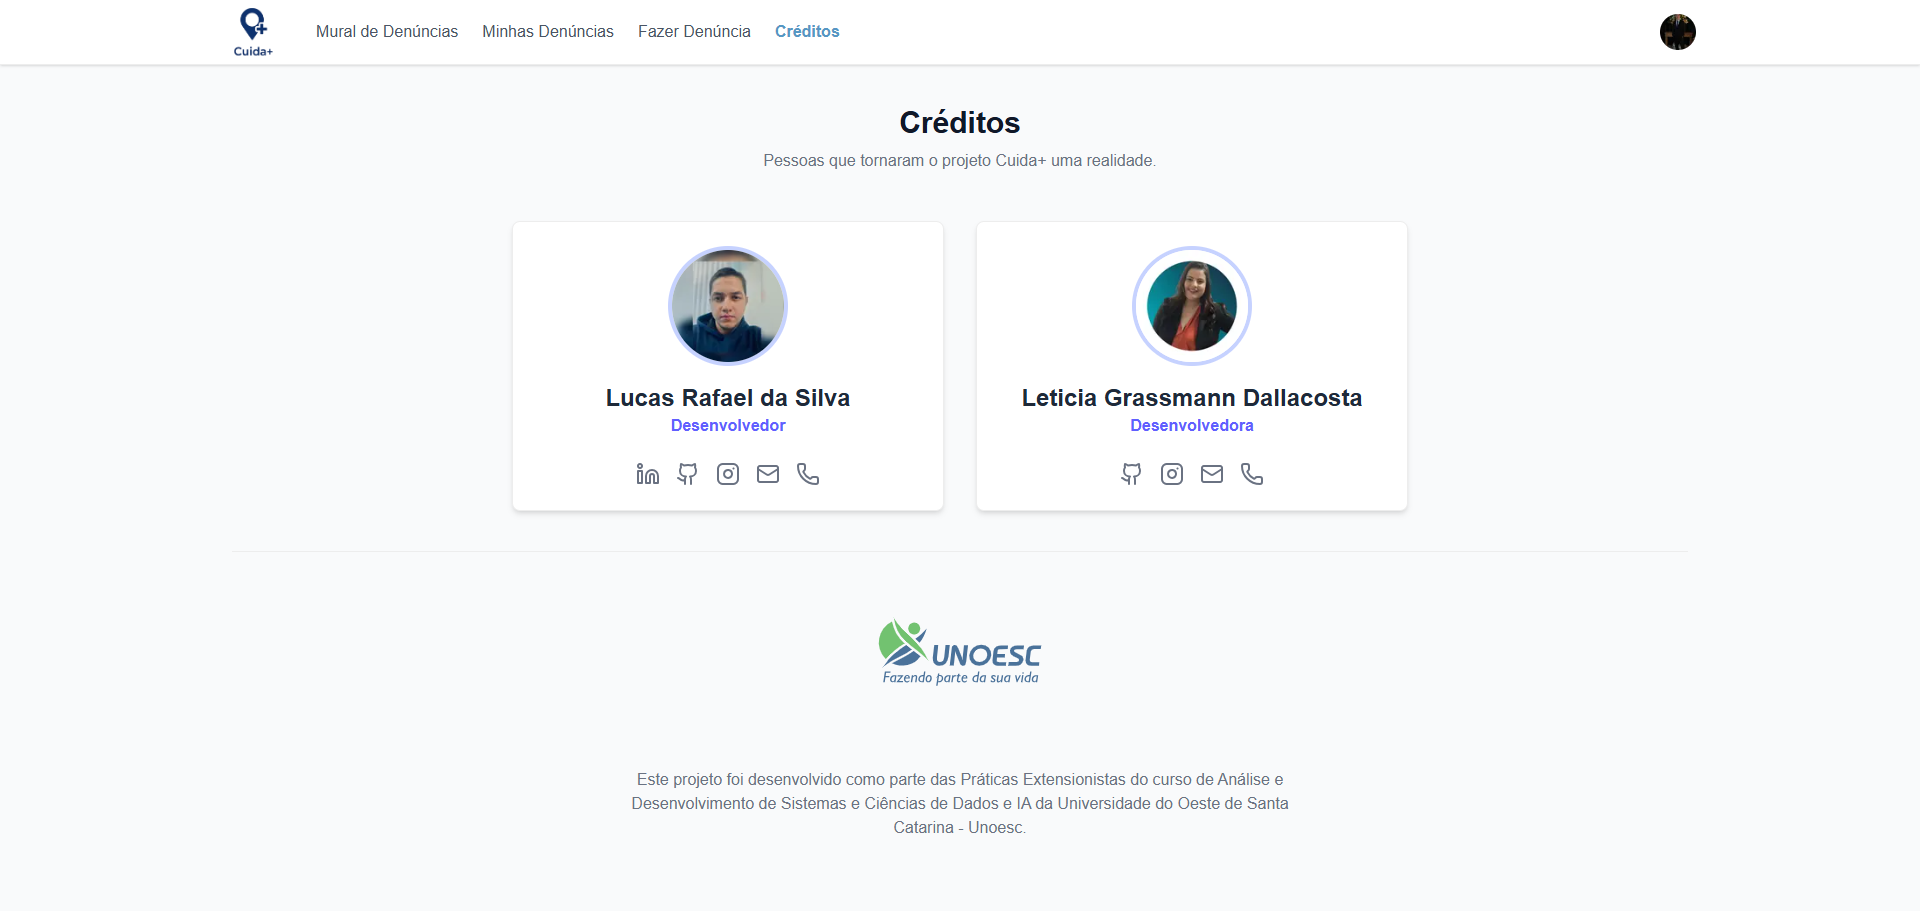 Cuida+
Mural de Denúncias
Minhas Denúncias
Fazer Denúncia
Créditos
Créditos
Pessoas que tornaram o projeto Cuida+ uma realidade.
Lucas Rafael da Silva
Desenvolvedor
Leticia Grassmann Dallacosta
Desenvolvedora
UNOESC
Fazendo parte da sua vida
Este projeto foi desenvolvido como parte das Práticas Extensionistas do curso de Análise e
Desenvolvimento de Sistemas e Ciências de Dados e IA da Universidade do Oeste de Santa
Catarina - Unoesc.